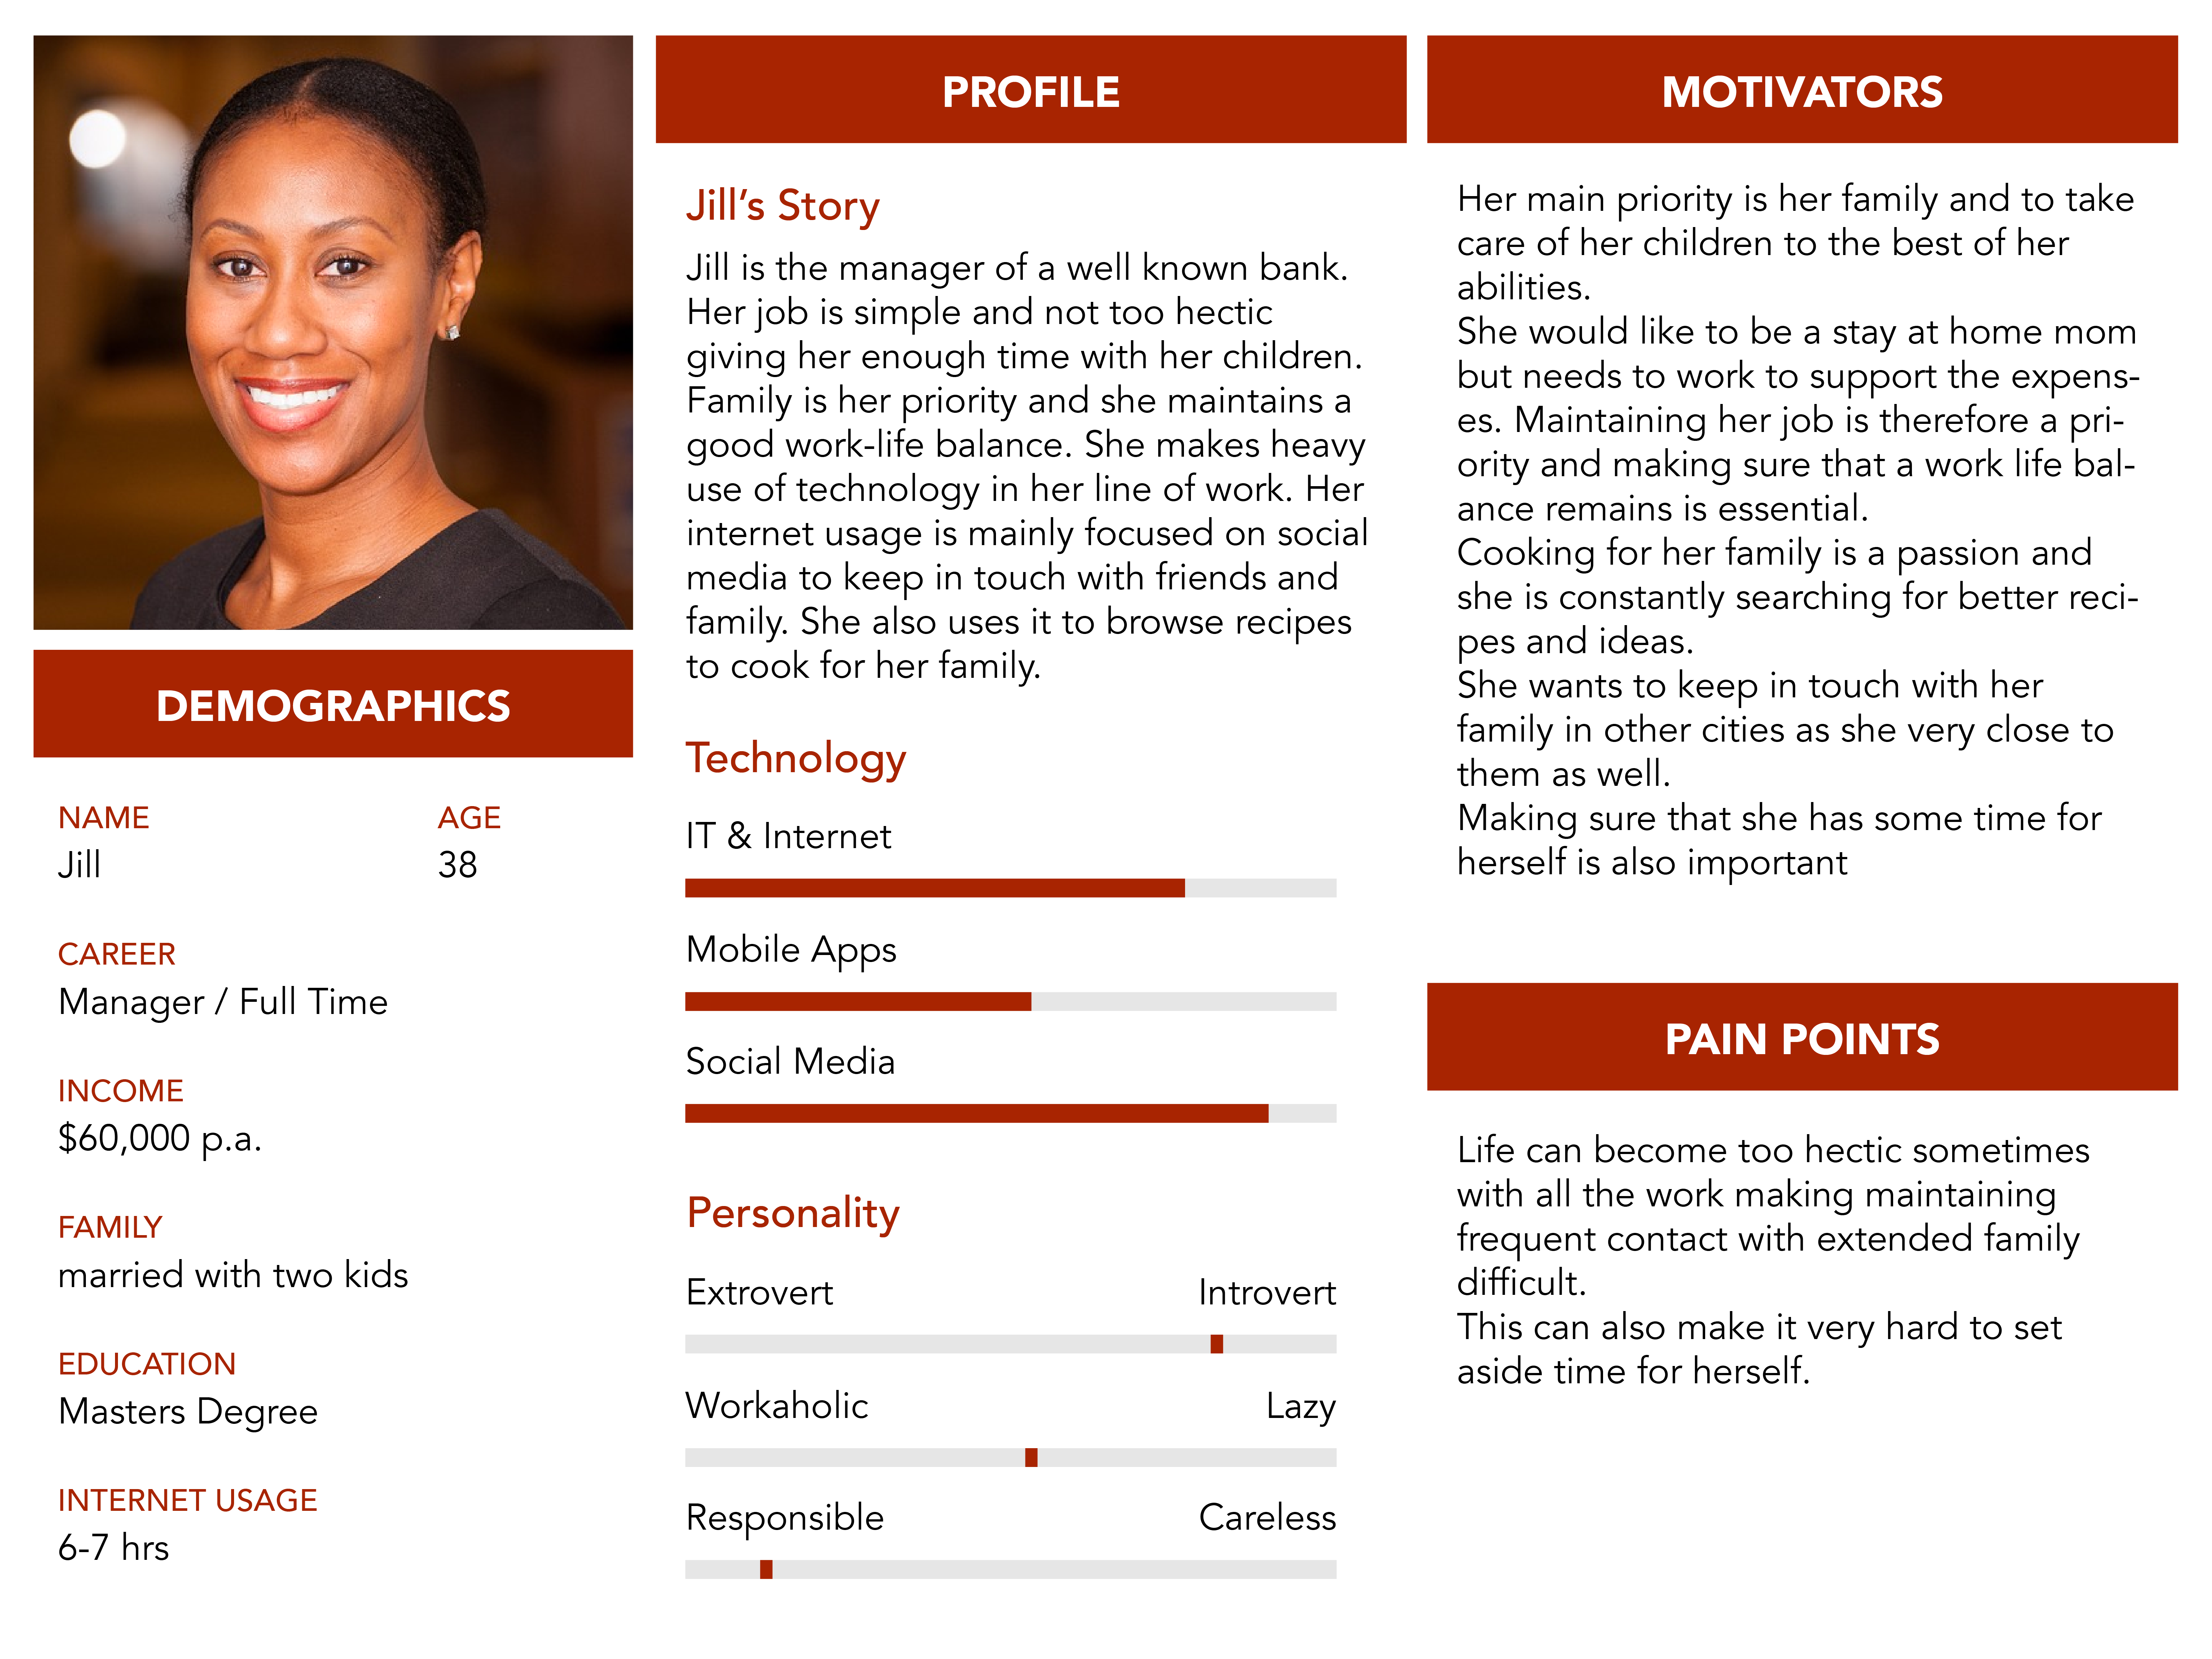 DEMOGRAPHICS
NAME AGE
Jill 38
CAREER
Manager / Full Time
INCOME
$60,000 p.a.
FAMILY
married with two kids
EDUCATION
Masters Degree
INTERNET USAGE
6-7 hrs
PROFILE
Jill’s Story
Jill is the manager of a well known bank.
Her job is simple and not too hectic
giving her enough time with her children.
Family is her priority and she maintains a
good work-life balance. She makes heavy
use of technology in her line of work. Her
internet usage is mainly focused on social
media to keep in touch with friends and
family. She also uses it to browse recipes
to cook for her family.
Technology
IT & Internet
Mobile Apps
Social Media
Personality
Extrovert Introvert
Workaholic Lazy
Responsible Careless
MOTIVATORS
Her main priority is her family and to take
care of her children to the best of her
abilities.
She would like to be a stay at home mom
but needs to work to support the expens-
es. Maintaining her job is therefore a pri-
ority and making sure that a work life bal-
ance remains is essential.
Cooking for her family is a passion and
she is constantly searching for better reci-
pes and ideas.
She wants to keep in touch with her
family in other cities as she very close to
them as well.
Making sure that she has some time for
herself is also important
PAIN POINTS
Life can become too hectic sometimes
with all the work making maintaining
frequent contact with extended family
difficult.
This can also make it very hard to set
aside time for herself.